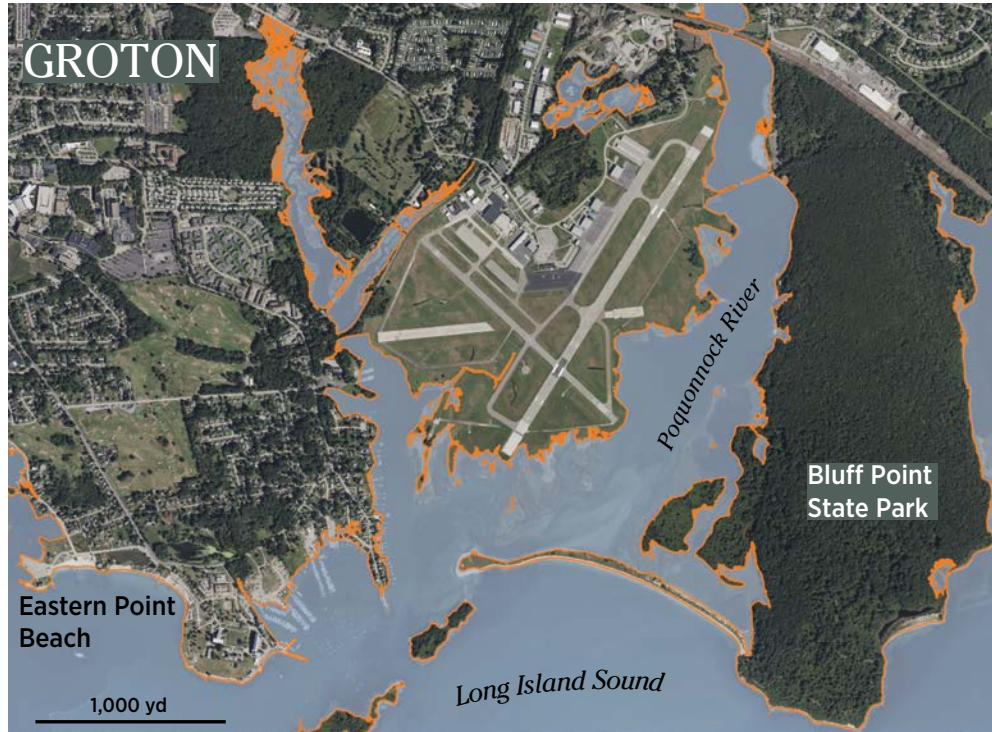 GROTON
Poquonnock River
Bluff Point
State Park
Eastern Point
Beach
Long Island Sound
1,000 yd